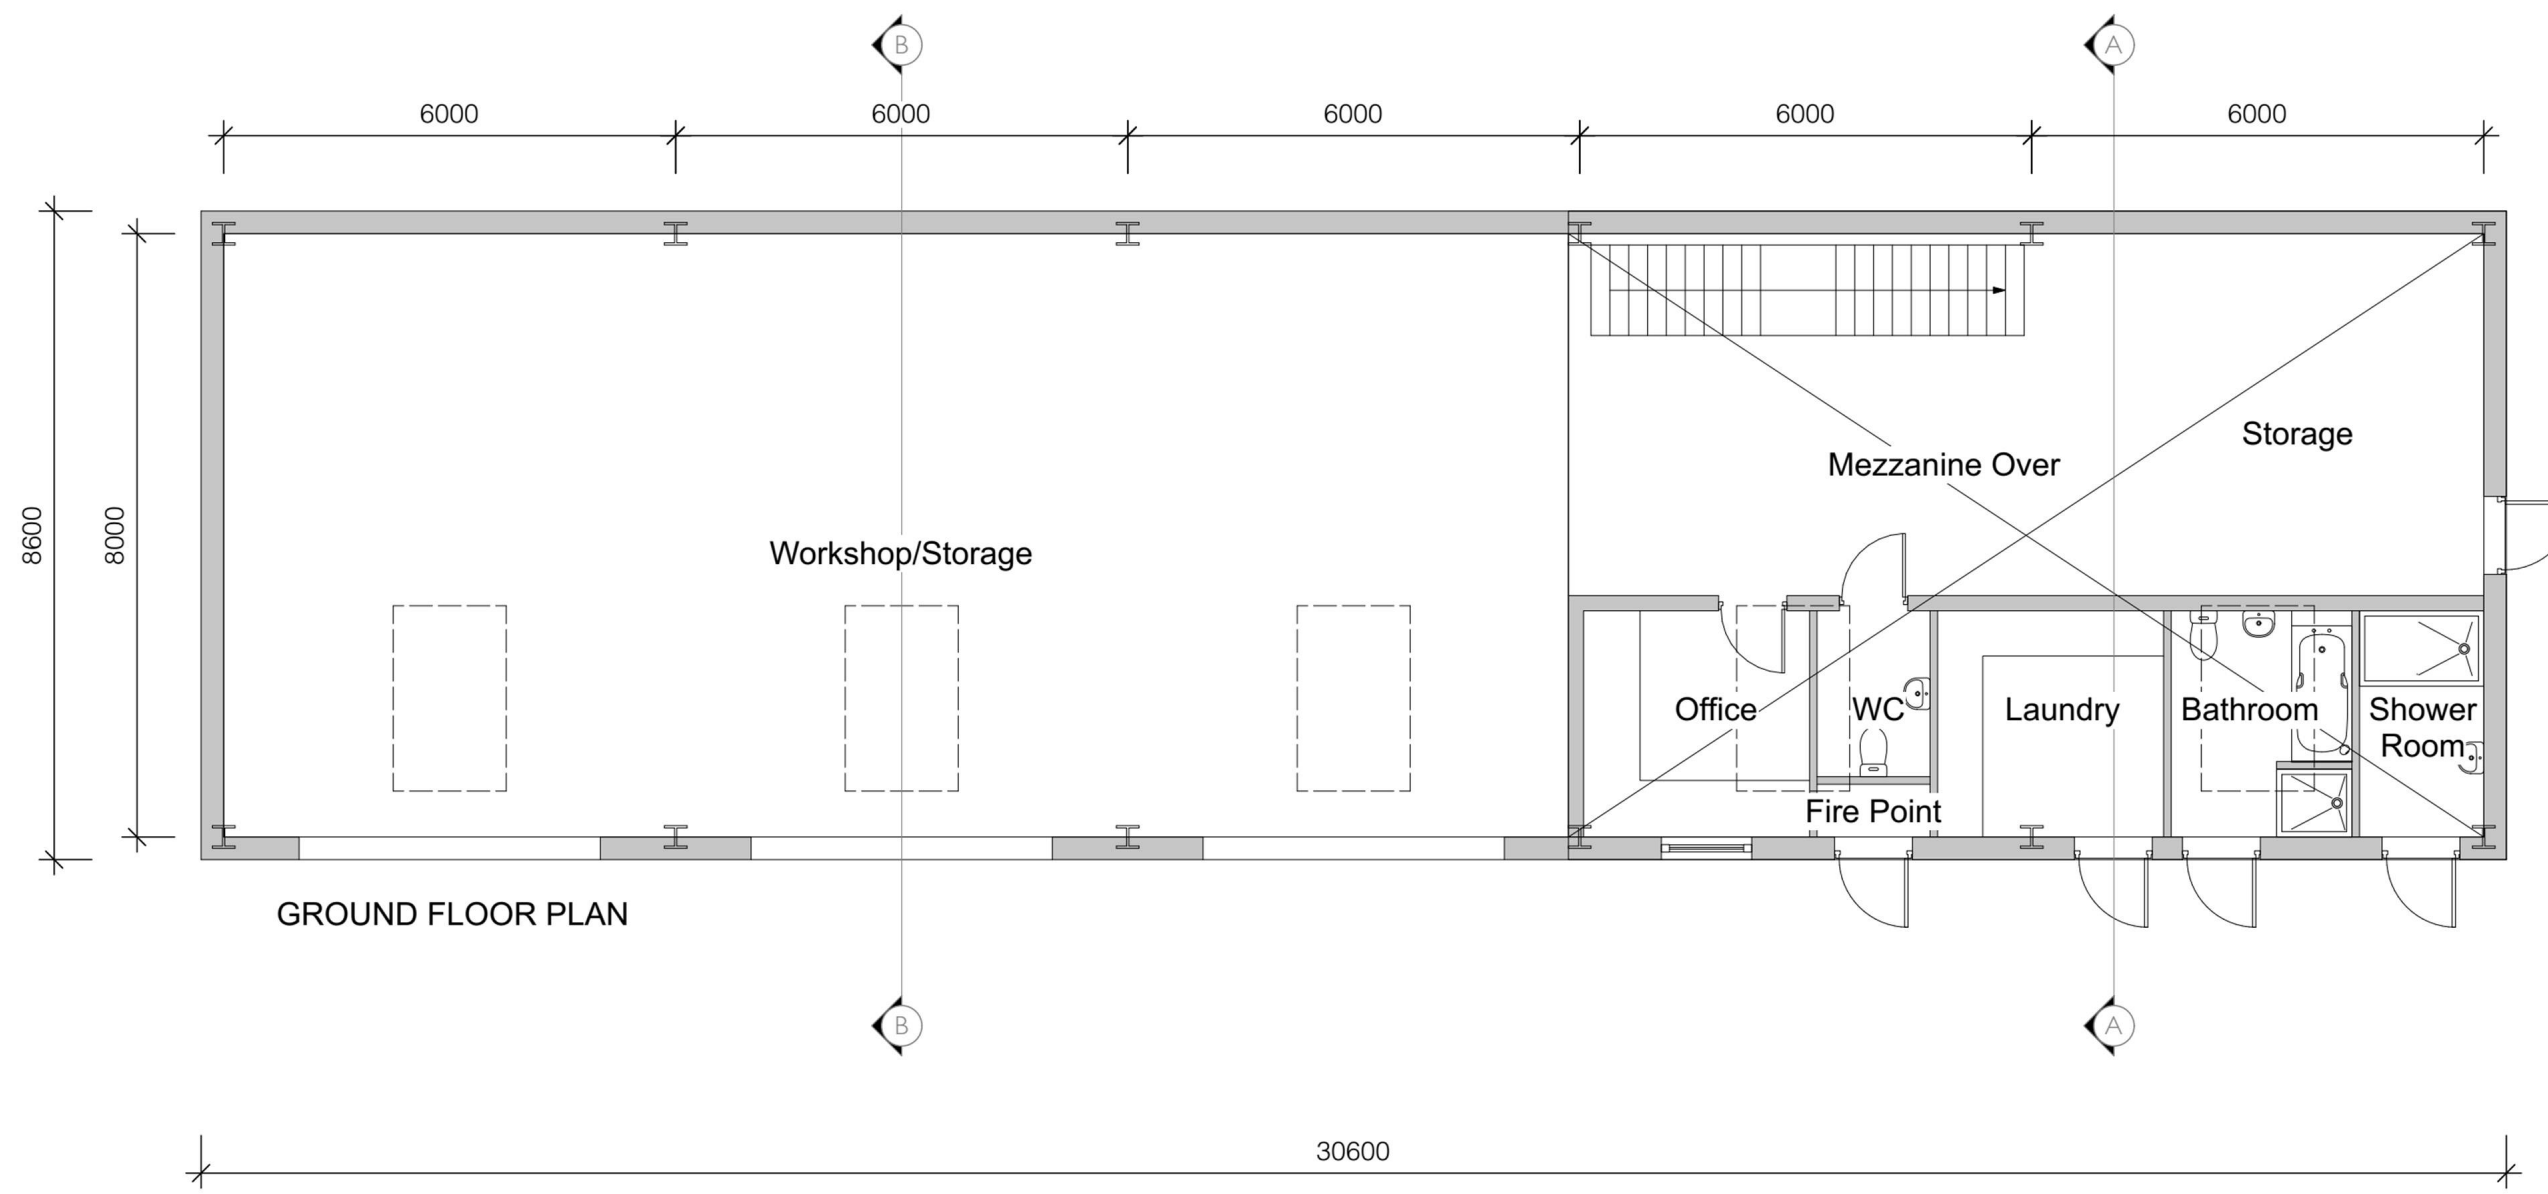 B
A
6000
6000
6000
6000
6000
8600
8000
Storage
Mezzanine Over
Workshop/Storage
Office
WC
Laundry
Bathroom
Shower
Room
Fire Point
GROUND FLOOR PLAN
B
A
30600